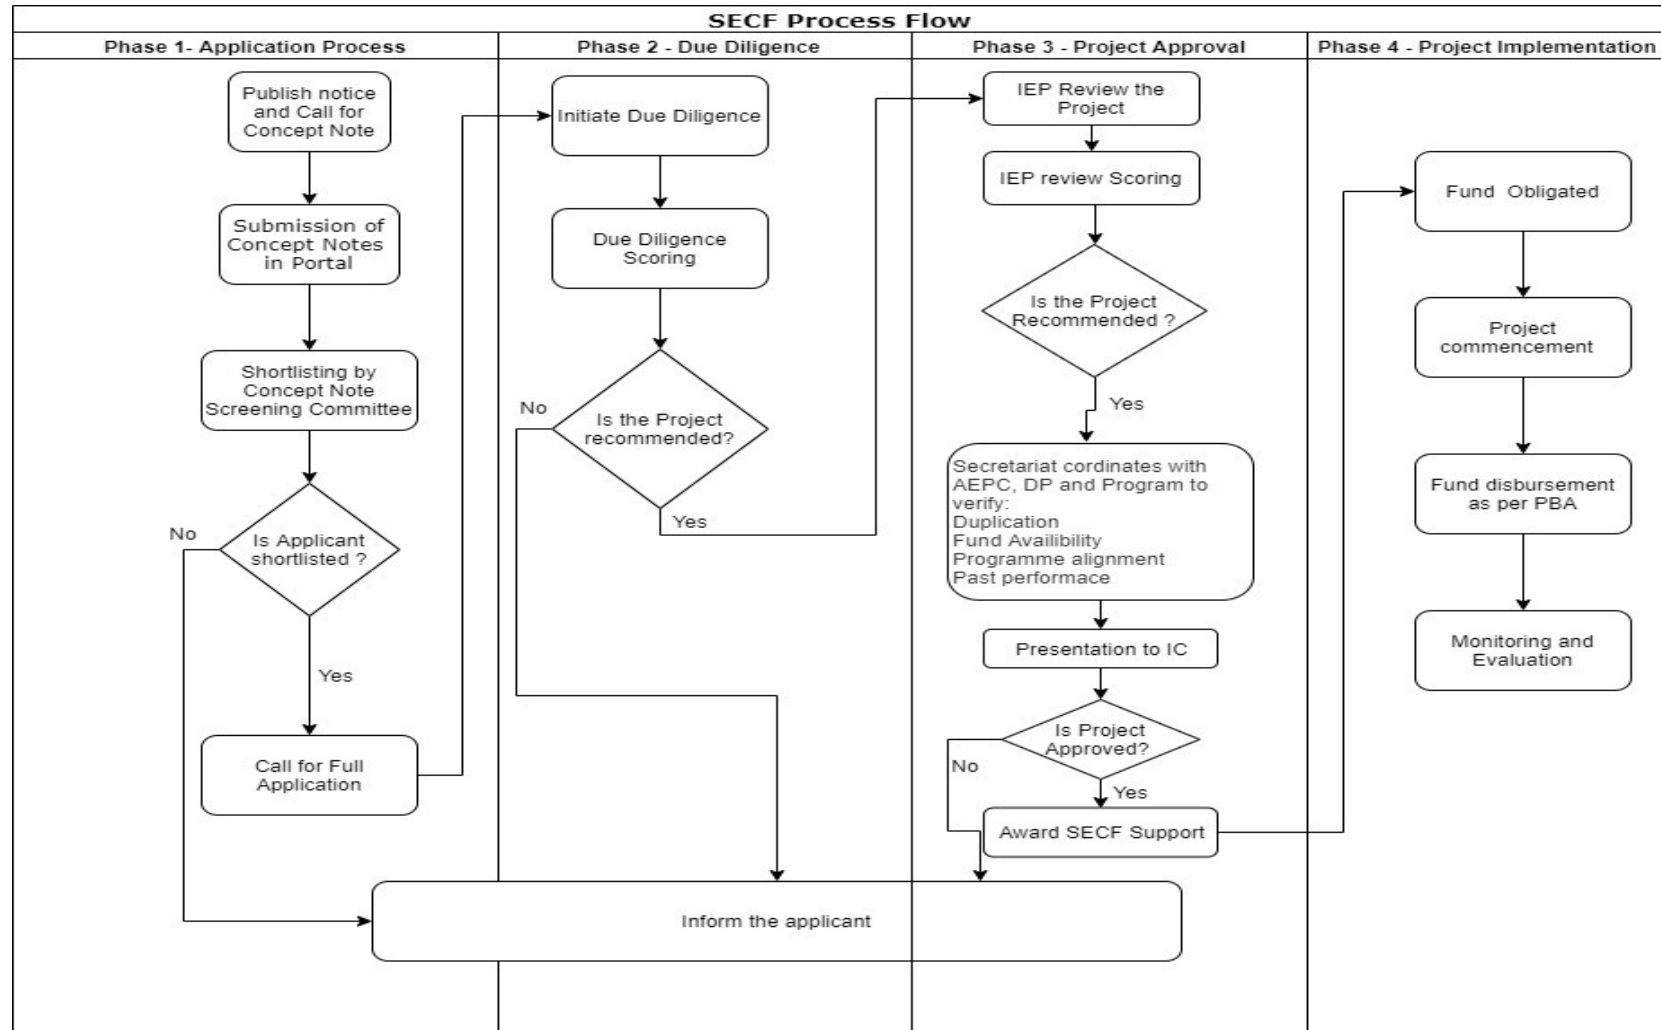 SECF Process Flow
Phase 1- Application Process
Phase 2 - Due Diligence
Phase 3 - Project Approval
Phase 4 - Project Implementation
Publish notice
and Call for
Concept Note
Submission of
Concept Notes
in Portal
Shortlisting by
Concept Note
Screening Committee
Is Applicant
shortlisted ?
No
Yes
Call for Full
Application
Initiate Due Diligence
Due Diligence
Scoring
Is the Project
recommended?
No
Yes
IEP Review the
Project
IEP review Scoring
Is the Project
Recommended ?
Yes
Secretariat cordinates with
AEPC, DP and Program to
verify:
Duplication
Fund Availibility
Programme alignment
Past performace
Presentation to IC
Is Project
Approved?
No
Yes
Award SECF Support
Inform the applicant
Fund Obligated
Project
commencement
Fund disbursement
as per PBA
Monitoring and
Evaluation